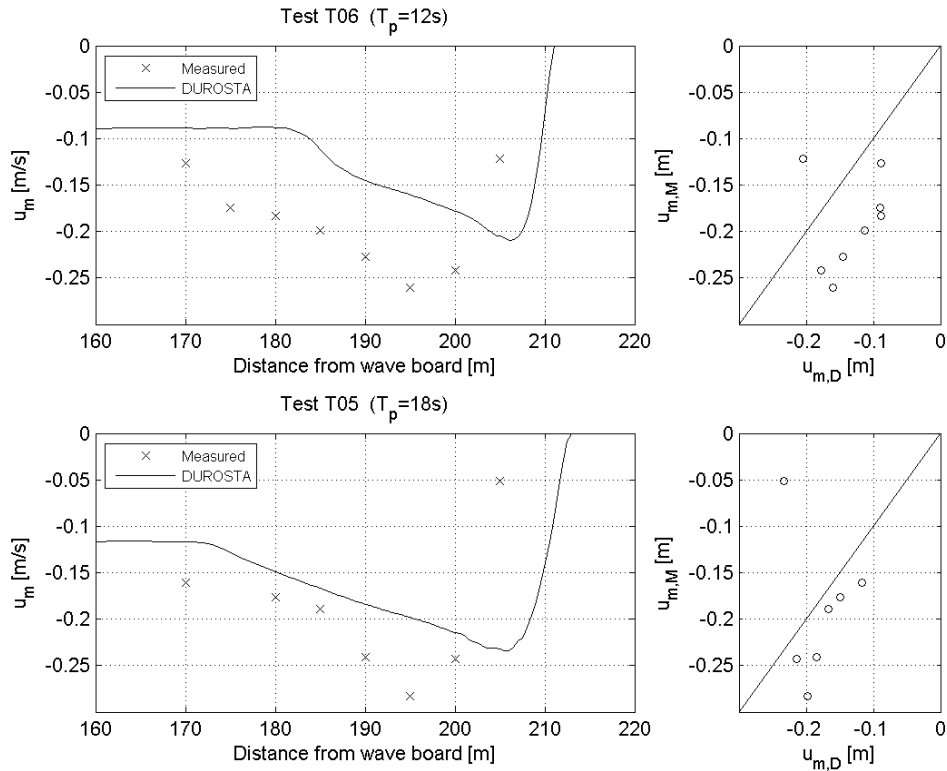 Test T06 (T_p=12s)
0
-0.05
-0.1
-0.15
-0.2
-0.25
u_m [m/s]
Measured
DUROSTA
160 170 180 190 200 210 220
Distance from wave board [m]
0
-0.05
-0.1
-0.15
-0.2
-0.25
u_m,M [m]
-0.2 -0.1 0
u_m,D [m]
Test T05 (T_p=18s)
0
-0.05
-0.1
-0.15
-0.2
-0.25
u_m [m/s]
Measured
DUROSTA
160 170 180 190 200 210 220
Distance from wave board [m]
0
-0.05
-0.1
-0.15
-0.2
-0.25
u_m,M [m]
-0.2 -0.1 0
u_m,D [m]